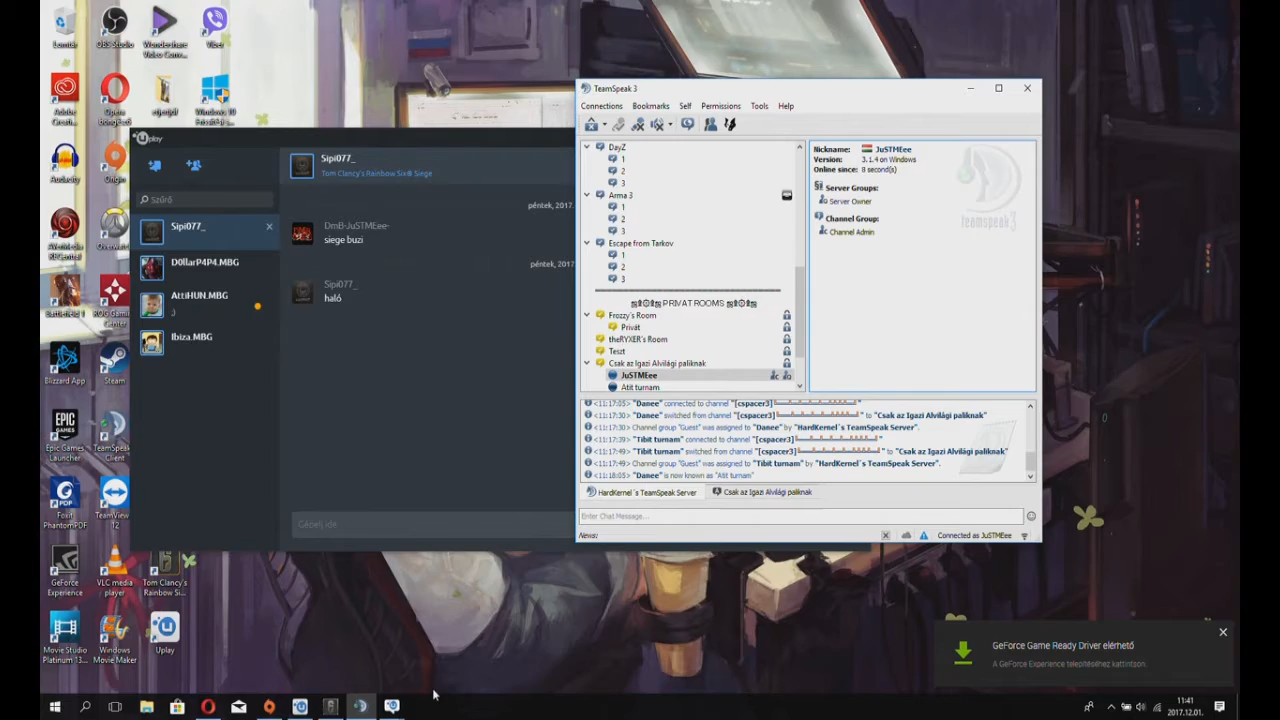 Lomtár
OBS Studio
Wondershare
Video Conv...
Viber
Adobe
Creati...
Opera
böngésző
Windows 10
Audacity
Origin
Overwatch
Battlefield 1
ROG Gaming
Center
Blizzard App
Steam
Epic Games
Launcher
TeamSpeak
Client
Foxit
PhantomPDF
TeamViewer
12
GeForce
Experience
VLC media
player
Tom Clancy's
Rainbow Six...
Movie Studio
Platinum 13...
Windows
Movie Maker
Uplay
uplay
Szűrő
Sipi077_
D0llarP4P4.MBG
AttiHUN.MBG
;)
Ibiza.MBG
Sipi077_
Tom Clancy's Rainbow Six® Siege
péntek, 2017.
DmB-JuSTMEee-
siege buzi
péntek, 2017.
Sipi077_
haló
Gépelj ide
TeamSpeak 3
Connections Bookmarks Self Permissions Tools Help
DayZ
1
2
3
Arma 3
1
2
3
Escape from Tarkov
1
2
3
PRIVAT ROOMS
Frozzy's Room
Privát
theRYXER's Room
Teszt
Csak az Igazi Alvilági paliknak
JuSTMEee
Atit turnam
Nickname: JuSTMEee
Version: 3.1.4 on Windows
Online since: 8 second(s)
Server Groups:
Server Owner
Channel Group:
Channel Admin
teamspeak3
<11:17:05> "Danee" connected to channel "[cspacer3]
<11:17:30> "Danee" switched from channel "[cspacer3] to "Csak az Igazi Alvilági paliknak"
<11:17:30> Channel group "Guest" was assigned to "Danee" by "HardKernel´s TeamSpeak Server".
<11:17:39> "Tibit turnam" connected to channel "[cspacer3]
<11:17:49> "Tibit turnam" switched from channel "[cspacer3] to "Csak az Igazi Alvilági paliknak"
<11:17:49> Channel group "Guest" was assigned to "Tibit turnam" by "HardKernel´s TeamSpeak Server".
<11:18:05> "Danee" is now known as "Atit turnam"
HardKernel´s TeamSpeak Server Csak az Igazi Alvilági paliknak
Enter Chat Message...
News: Connected as JuSTMEee
GeForce Game Ready Driver elérhető
A GeForce Experience telepítéséhez kattintson.
11:41
2017.12.01.